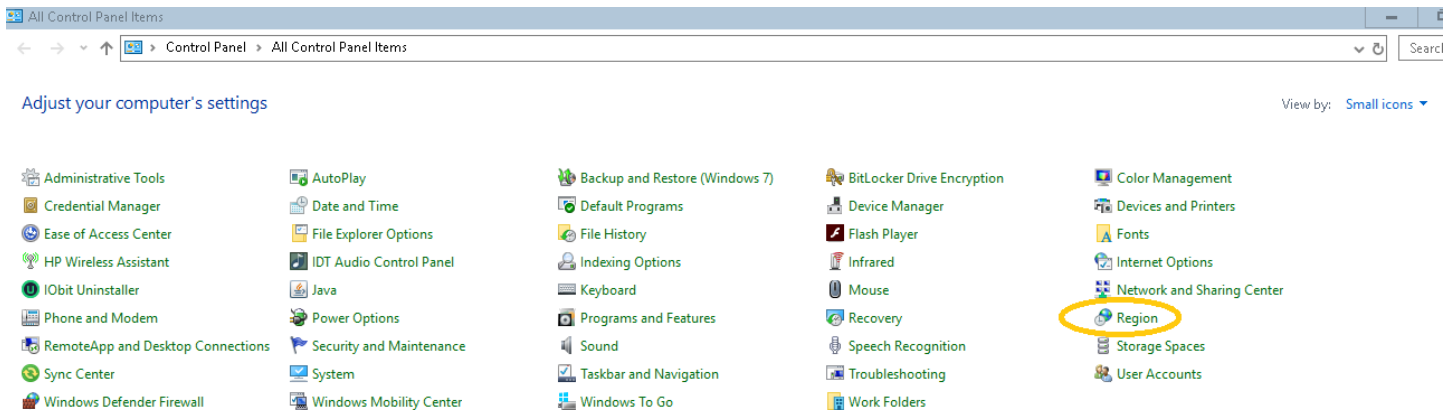 All Control Panel Items
Control Panel > All Control Panel Items
Adjust your computer's settings
View by: Small icons
Administrative Tools AutoPlay Backup and Restore (Windows 7) BitLocker Drive Encryption Color Management
Credential Manager Date and Time Default Programs Device Manager Devices and Printers
Ease of Access Center File Explorer Options File History Flash Player Fonts
HP Wireless Assistant IDT Audio Control Panel Indexing Options Infrared Internet Options
IObit Uninstaller Java Keyboard Mouse Network and Sharing Center
Phone and Modem Power Options Programs and Features Recovery Region
RemoteApp and Desktop Connections Security and Maintenance Sound Speech Recognition Storage Spaces
Sync Center System Taskbar and Navigation Troubleshooting User Accounts
Windows Defender Firewall Windows Mobility Center Windows To Go Work Folders